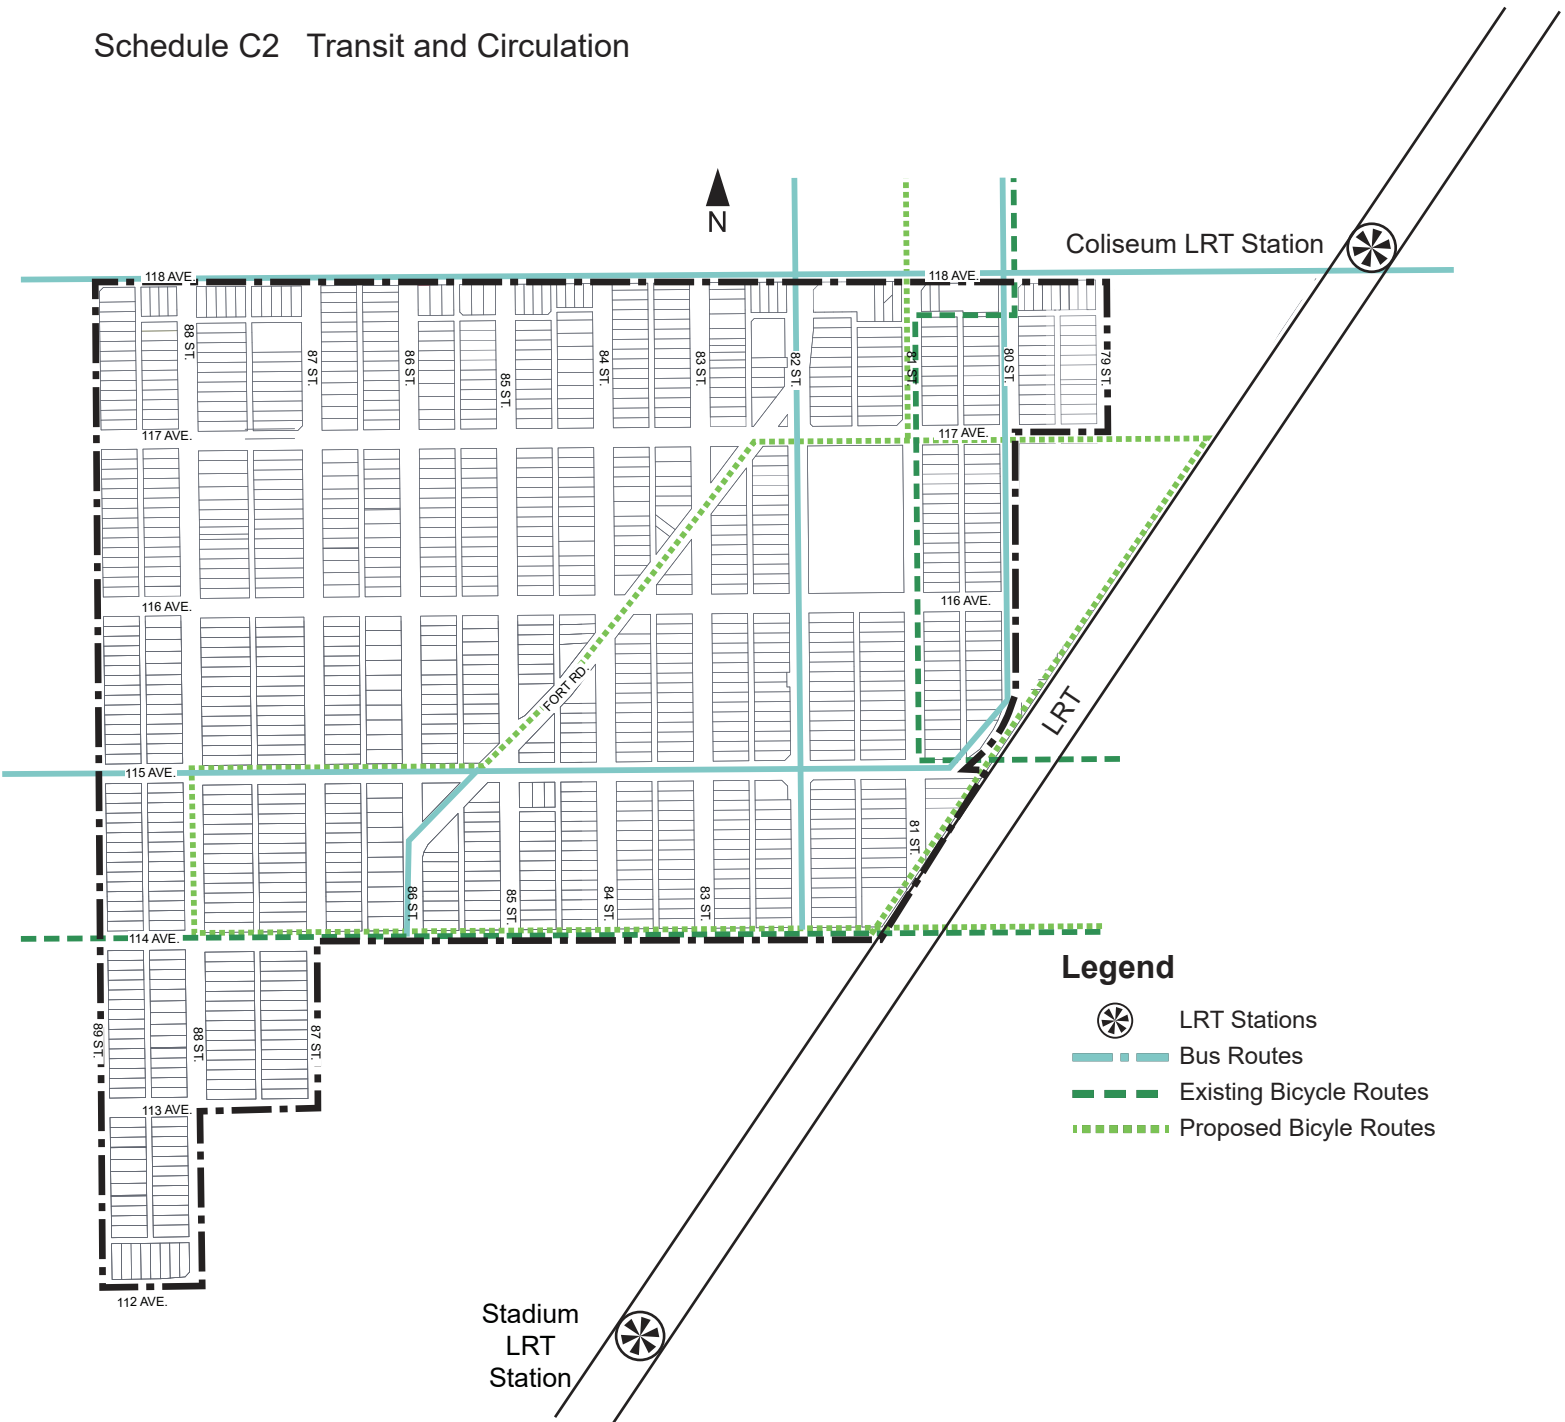 Schedule C2 Transit and Circulation
N
Coliseum LRT Station
118 AVE.
118 AVE.
88 ST.
87 ST.
86 ST.
85 ST.
84 ST.
83 ST.
82 ST.
81 ST.
80 ST.
79 ST.
117 AVE.
117 AVE.
116 AVE.
116 AVE.
FORT RD.
LRT
115 AVE.
81 ST.
86 ST.
85 ST.
84 ST.
83 ST.
114 AVE.
89 ST.
88 ST.
87 ST.
113 AVE.
112 AVE.
Legend
LRT Stations
Bus Routes
Existing Bicycle Routes
Proposed Bicyle Routes
Stadium
LRT
Station